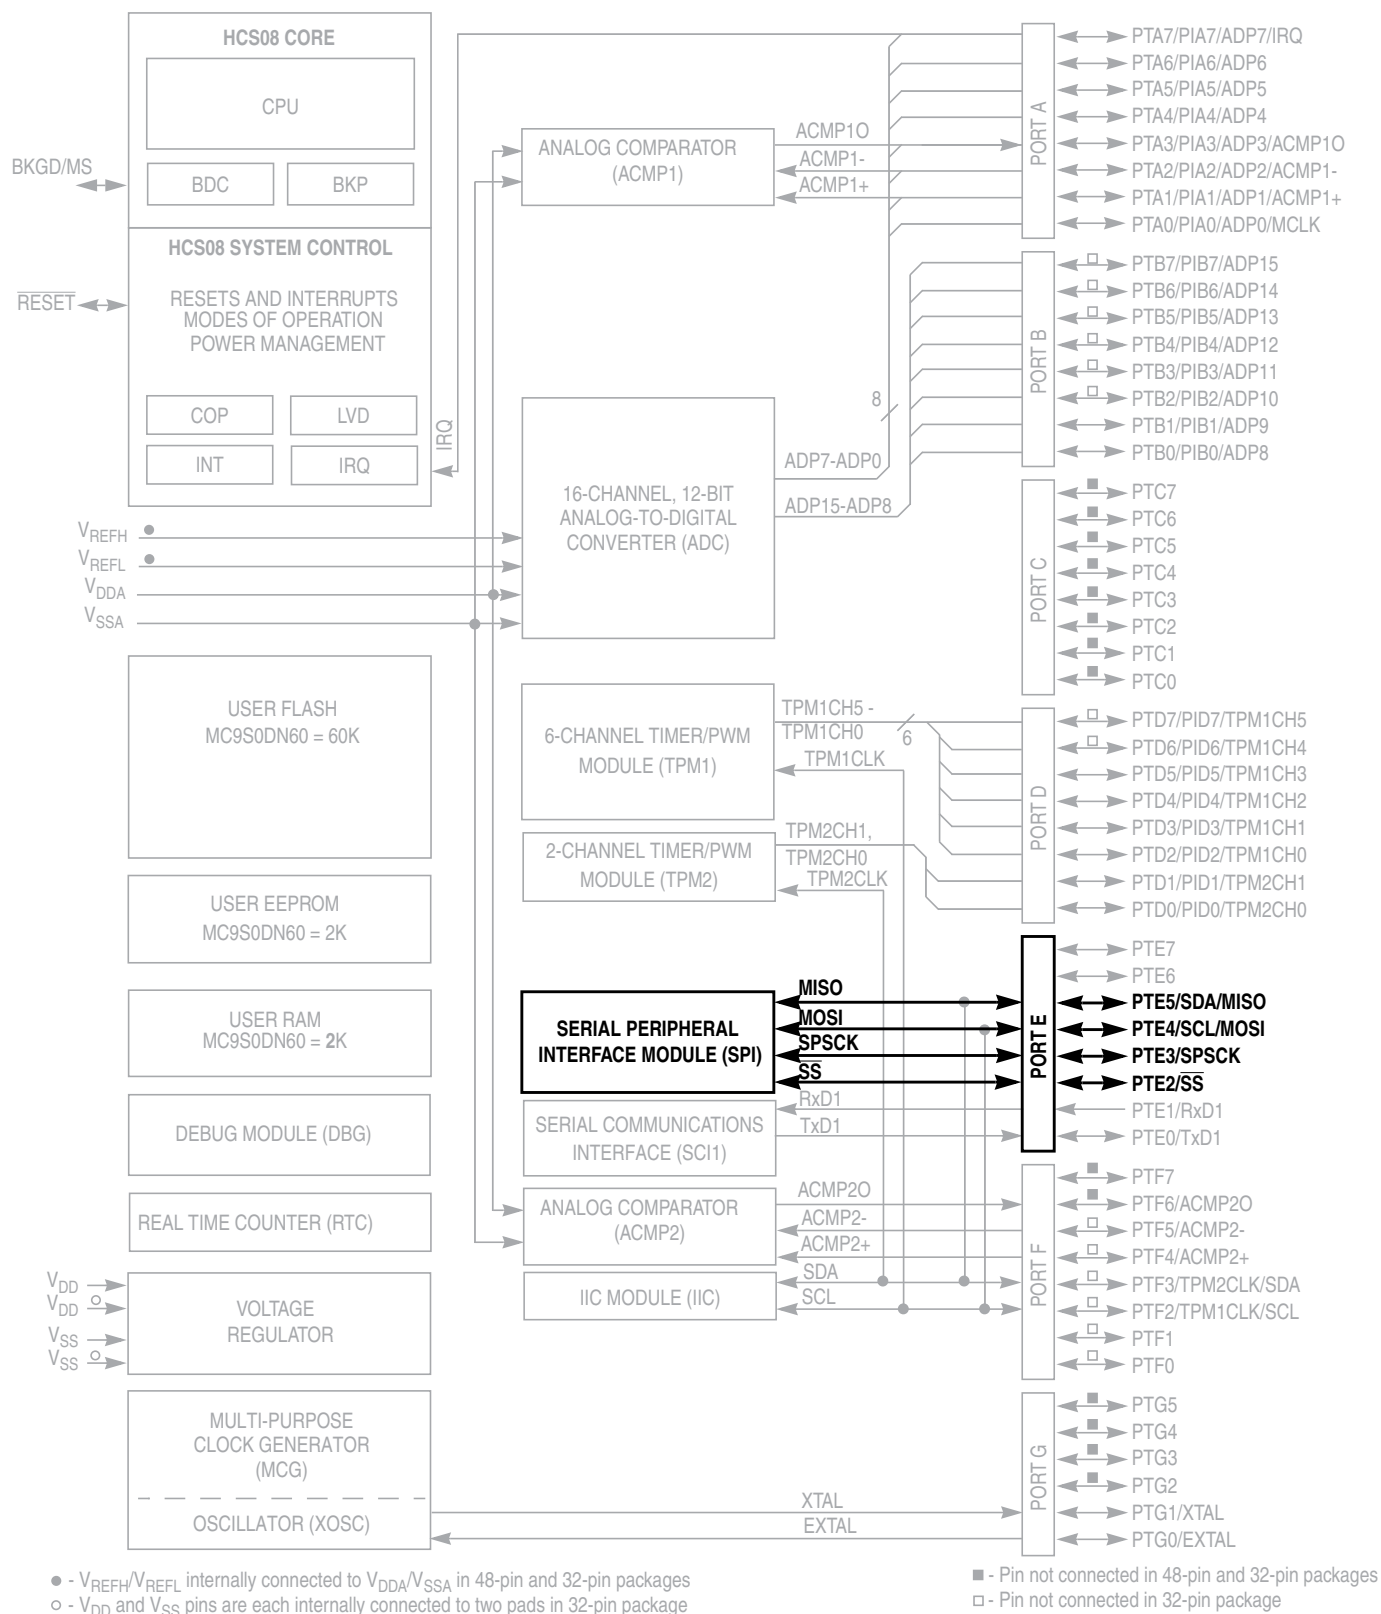 HCS08 CORE
CPU
BDC
BKP
BKGD/MS
HCS08 SYSTEM CONTROL
RESETS AND INTERRUPTS
MODES OF OPERATION
POWER MANAGEMENT
RESET
COP
LVD
INT
IRQ
IRQ
VREFH
VREFL
VDDA
VSSA
USER FLASH
MC9S0DN60 = 60K
USER EEPROM
MC9S0DN60 = 2K
USER RAM
MC9S0DN60 = 2K
DEBUG MODULE (DBG)
REAL TIME COUNTER (RTC)
VDD
VDD
VSS
VSS
VOLTAGE
REGULATOR
MULTI-PURPOSE
CLOCK GENERATOR
(MCG)
OSCILLATOR (XOSC)
ANALOG COMPARATOR
(ACMP1)
ACMP1O
ACMP1-
ACMP1+
16-CHANNEL, 12-BIT
ANALOG-TO-DIGITAL
CONVERTER (ADC)
8
ADP7-ADP0
ADP15-ADP8
6-CHANNEL TIMER/PWM
MODULE (TPM1)
TPM1CH5 -
TPM1CH0
6
TPM1CLK
2-CHANNEL TIMER/PWM
MODULE (TPM2)
TPM2CH1,
TPM2CH0
TPM2CLK
SERIAL PERIPHERAL
INTERFACE MODULE (SPI)
MISO
MOSI
SPSCK
SS
SERIAL COMMUNICATIONS
INTERFACE (SCI1)
RxD1
TxD1
ANALOG COMPARATOR
(ACMP2)
ACMP2O
ACMP2-
ACMP2+
IIC MODULE (IIC)
SDA
SCL
XTAL
EXTAL
PORT A
PTA7/PIA7/ADP7/IRQ
PTA6/PIA6/ADP6
PTA5/PIA5/ADP5
PTA4/PIA4/ADP4
PTA3/PIA3/ADP3/ACMP1O
PTA2/PIA2/ADP2/ACMP1-
PTA1/PIA1/ADP1/ACMP1+
PTA0/PIA0/ADP0/MCLK
PORT B
PTB7/PIB7/ADP15
PTB6/PIB6/ADP14
PTB5/PIB5/ADP13
PTB4/PIB4/ADP12
PTB3/PIB3/ADP11
PTB2/PIB2/ADP10
PTB1/PIB1/ADP9
PTB0/PIB0/ADP8
PORT C
PTC7
PTC6
PTC5
PTC4
PTC3
PTC2
PTC1
PTC0
PORT D
PTD7/PID7/TPM1CH5
PTD6/PID6/TPM1CH4
PTD5/PID5/TPM1CH3
PTD4/PID4/TPM1CH2
PTD3/PID3/TPM1CH1
PTD2/PID2/TPM1CH0
PTD1/PID1/TPM2CH1
PTD0/PID0/TPM2CH0
PORT E
PTE7
PTE6
PTE5/SDA/MISO
PTE4/SCL/MOSI
PTE3/SPSCK
PTE2/SS
PTE1/RxD1
PTE0/TxD1
PORT F
PTF7
PTF6/ACMP2O
PTF5/ACMP2-
PTF4/ACMP2+
PTF3/TPM2CLK/SDA
PTF2/TPM1CLK/SCL
PTF1
PTF0
PORT G
PTG5
PTG4
PTG3
PTG2
PTG1/XTAL
PTG0/EXTAL
● - VREFH/VREFL internally connected to VDDA/VSSA in 48-pin and 32-pin packages
○ - VDD and VSS pins are each internally connected to two pads in 32-pin package
■ - Pin not connected in 48-pin and 32-pin packages
□ - Pin not connected in 32-pin package